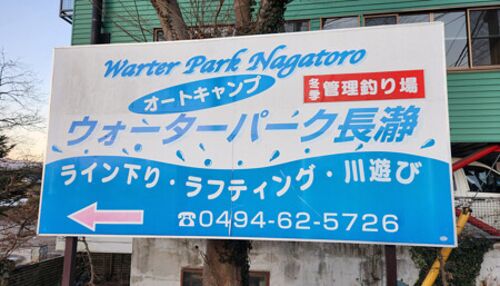 Warter Park Nagatoro
オートキャンプ
冬季管理釣り場
ウォーターパーク長瀞
ライン下り・ラフティング・川遊び
☎0494-62-5726